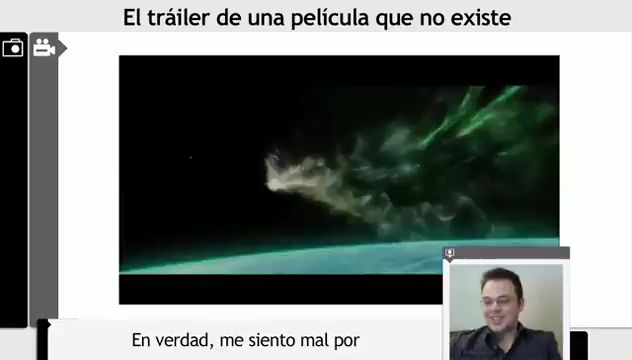 El tráiler de una película que no existe
En verdad, me siento mal por